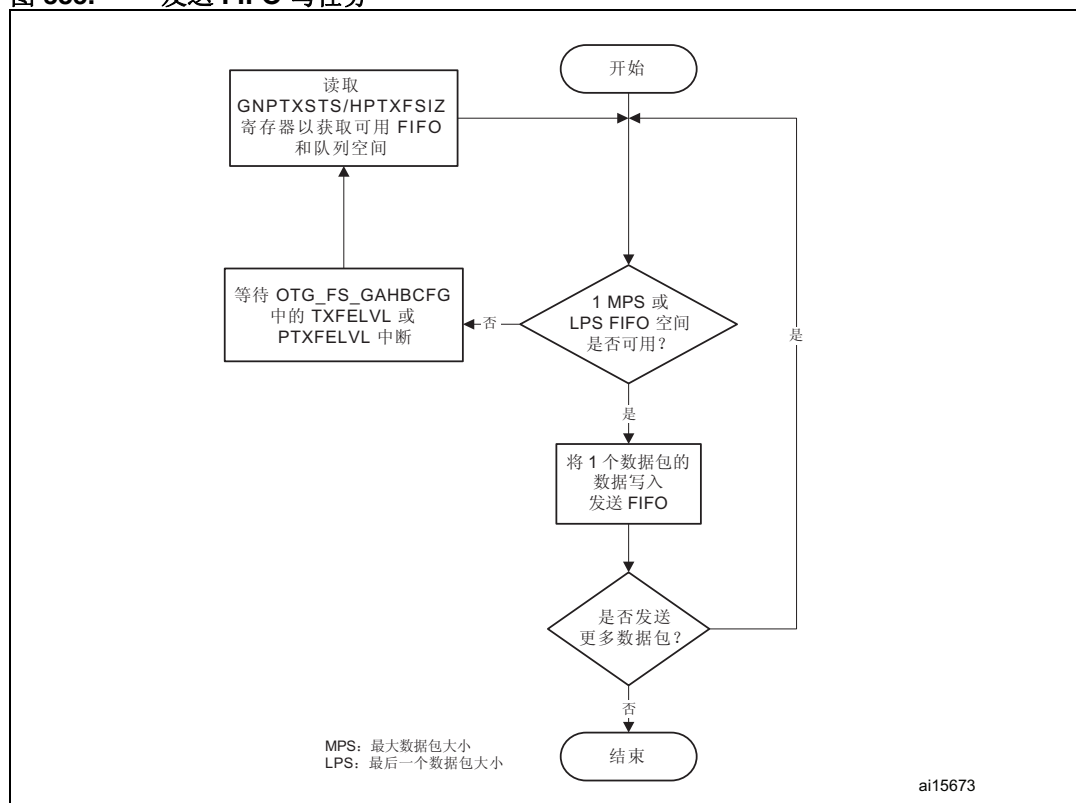 开始
读取
GNPTXSTS/HPTXFSIZ
寄存器以获取可用 FIFO
和队列空间
等待 OTG_FS_GAHBCFG
中的 TXFELVL 或
PTXFELVL 中断
否
1 MPS 或
LPS FIFO 空间
是否可用？
是
是
将 1 个数据包的
数据写入
发送 FIFO
是否发送
更多数据包？
否
MPS：最大数据包大小
LPS：最后一个数据包大小
结束
ai15673